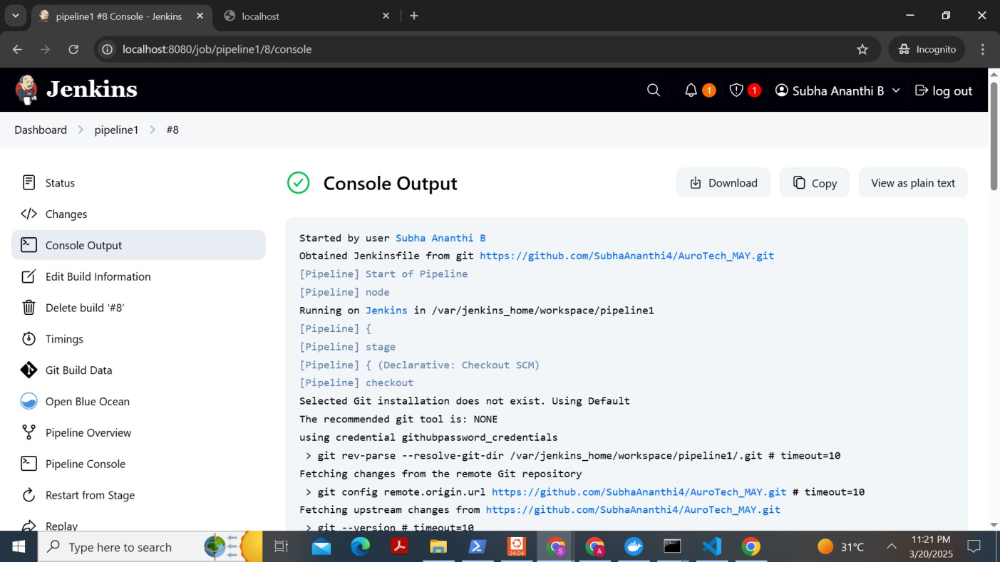 pipeline1 #8 Console - Jenkins
localhost
localhost:8080/job/pipeline1/8/console
Incognito
Jenkins
1
1
Subha Ananthi B
log out
Dashboard
pipeline1
#8
Status
Changes
Console Output
Edit Build Information
Delete build ‘#8’
Timings
Git Build Data
Open Blue Ocean
Pipeline Overview
Pipeline Console
Restart from Stage
Replay
Console Output
Download
Copy
View as plain text
Started by user Subha Ananthi B
Obtained Jenkinsfile from git https://github.com/SubhaAnanthi4/AuroTech_MAY.git
[Pipeline] Start of Pipeline
[Pipeline] node
Running on Jenkins in /var/jenkins_home/workspace/pipeline1
[Pipeline] {
[Pipeline] stage
[Pipeline] { (Declarative: Checkout SCM)
[Pipeline] checkout
Selected Git installation does not exist. Using Default
The recommended git tool is: NONE
using credential githubpassword_credentials
> git rev-parse --resolve-git-dir /var/jenkins_home/workspace/pipeline1/.git # timeout=10
Fetching changes from the remote Git repository
> git config remote.origin.url https://github.com/SubhaAnanthi4/AuroTech_MAY.git # timeout=10
Fetching upstream changes from https://github.com/SubhaAnanthi4/AuroTech_MAY.git
> git --version # timeout=10
Type here to search
24.04
S
A
31°C
11:21 PM
3/20/2025